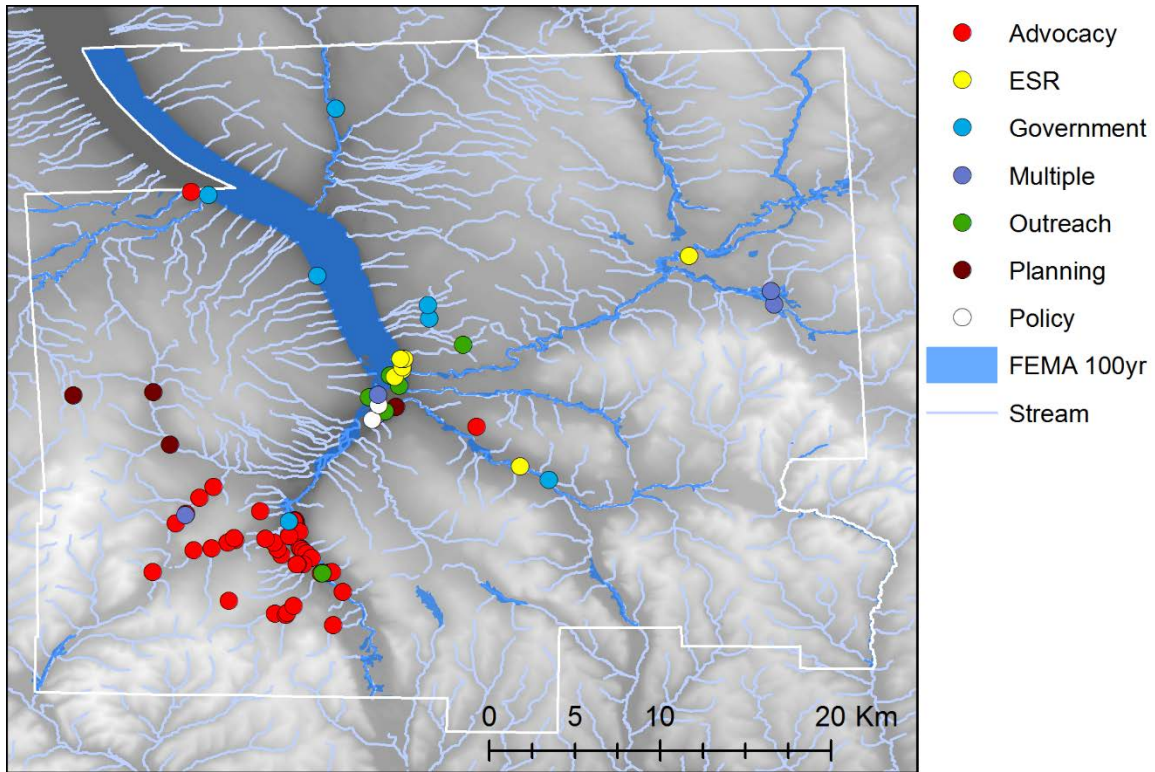 Advocacy
ESR
Government
Multiple
Outreach
Planning
Policy
FEMA 100yr
Stream
0 5 10 20 Km